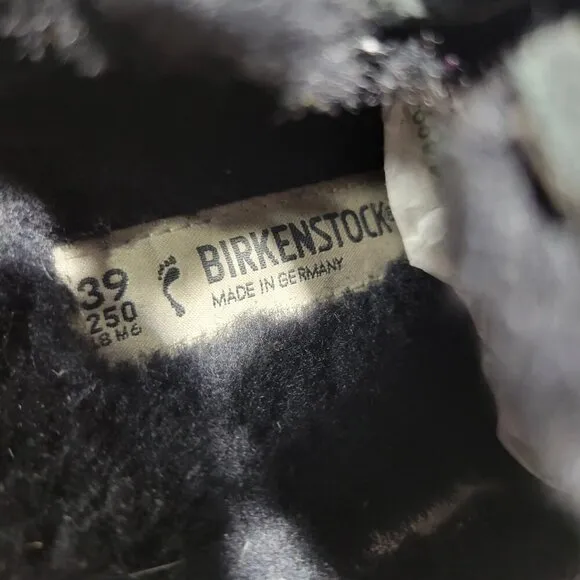 39
250
L8 M6
BIRKENSTOCK®
MADE IN GERMANY